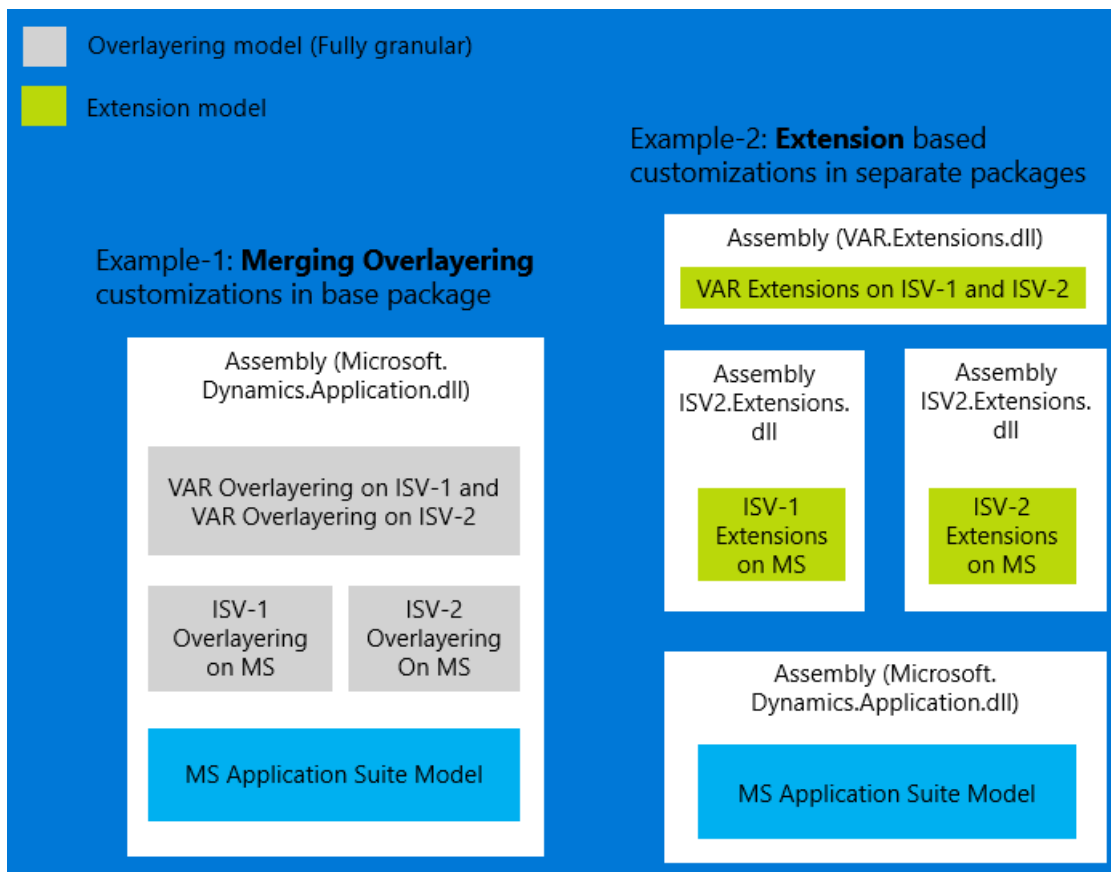 Overlayering model (Fully granular)
Extension model
Example-1: Merging Overlayering
customizations in base package
Assembly (Microsoft.
Dynamics.Application.dll)
VAR Overlayering on ISV-1 and
VAR Overlayering on ISV-2
ISV-1
Overlayering
on MS
ISV-2
Overlayering
On MS
MS Application Suite Model
Example-2: Extension based
customizations in separate packages
Assembly (VAR.Extensions.dll)
VAR Extensions on ISV-1 and ISV-2
Assembly
ISV2.Extensions.
dll
ISV-1
Extensions
on MS
Assembly
ISV2.Extensions.
dll
ISV-2
Extensions
on MS
Assembly (Microsoft.
Dynamics.Application.dll)
MS Application Suite Model